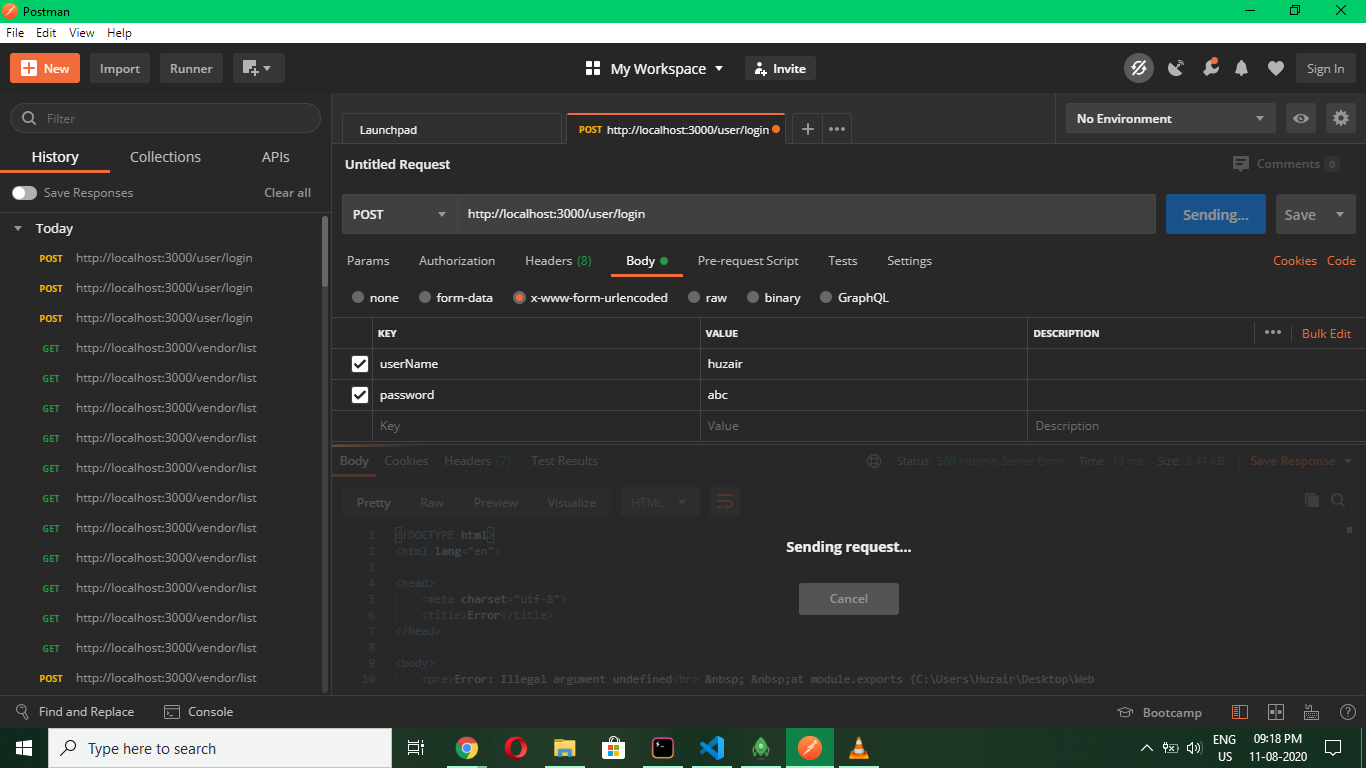 Postman
File Edit View Help
New Import Runner My Workspace Invite Sign In
Filter
History Collections APIs
Save Responses Clear all
Today
POST http://localhost:3000/user/login
POST http://localhost:3000/user/login
POST http://localhost:3000/user/login
GET http://localhost:3000/vendor/list
GET http://localhost:3000/vendor/list
GET http://localhost:3000/vendor/list
GET http://localhost:3000/vendor/list
GET http://localhost:3000/vendor/list
GET http://localhost:3000/vendor/list
GET http://localhost:3000/vendor/list
GET http://localhost:3000/vendor/list
GET http://localhost:3000/vendor/list
GET http://localhost:3000/vendor/list
GET http://localhost:3000/vendor/list
POST http://localhost:3000/vendor/list
Launchpad POST http://localhost:3000/user/login No Environment
Untitled Request Comments 0
POST http://localhost:3000/user/login Sending... Save
Params Authorization Headers (8) Body Pre-request Script Tests Settings Cookies Code
none form-data x-www-form-urlencoded raw binary GraphQL
KEY VALUE DESCRIPTION Bulk Edit
userName huzair
password abc
Key Value Description
Body Cookies Headers (7) Test Results Status: 500 Internal Server Error Time: 13 ms Size: 2.47 KB Save Response
Pretty Raw Preview Visualize HTML
1 <!DOCTYPE html>
2 <html lang="en">
3
4 <head>
5 <meta charset="utf-8">
6 <title>Error</title>
7 </head>
8
9 <body>
10 <pre>Error: Illegal argument undefined<br> &nbsp; &nbsp;at module.exports (C:\Users\Huzair\Desktop\Web
Sending request...
Cancel
Find and Replace Console Bootcamp
Type here to search
ENG
US
09:18 PM
11-08-2020